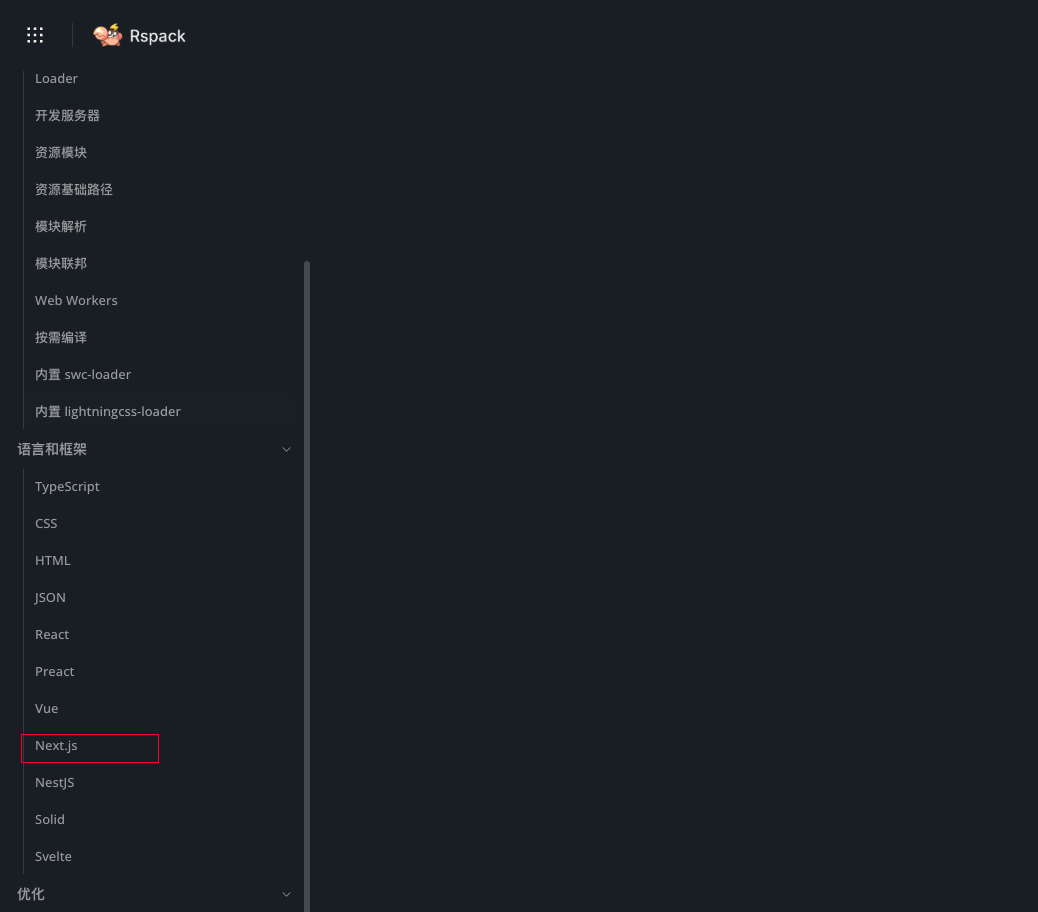 Rspack
Loader
开发服务器
资源模块
资源基础路径
模块解析
模块联邦
Web Workers
按需编译
内置 swc-loader
内置 lightningcss-loader
语言和框架
TypeScript
CSS
HTML
JSON
React
Preact
Vue
Next.js
NestJS
Solid
Svelte
优化